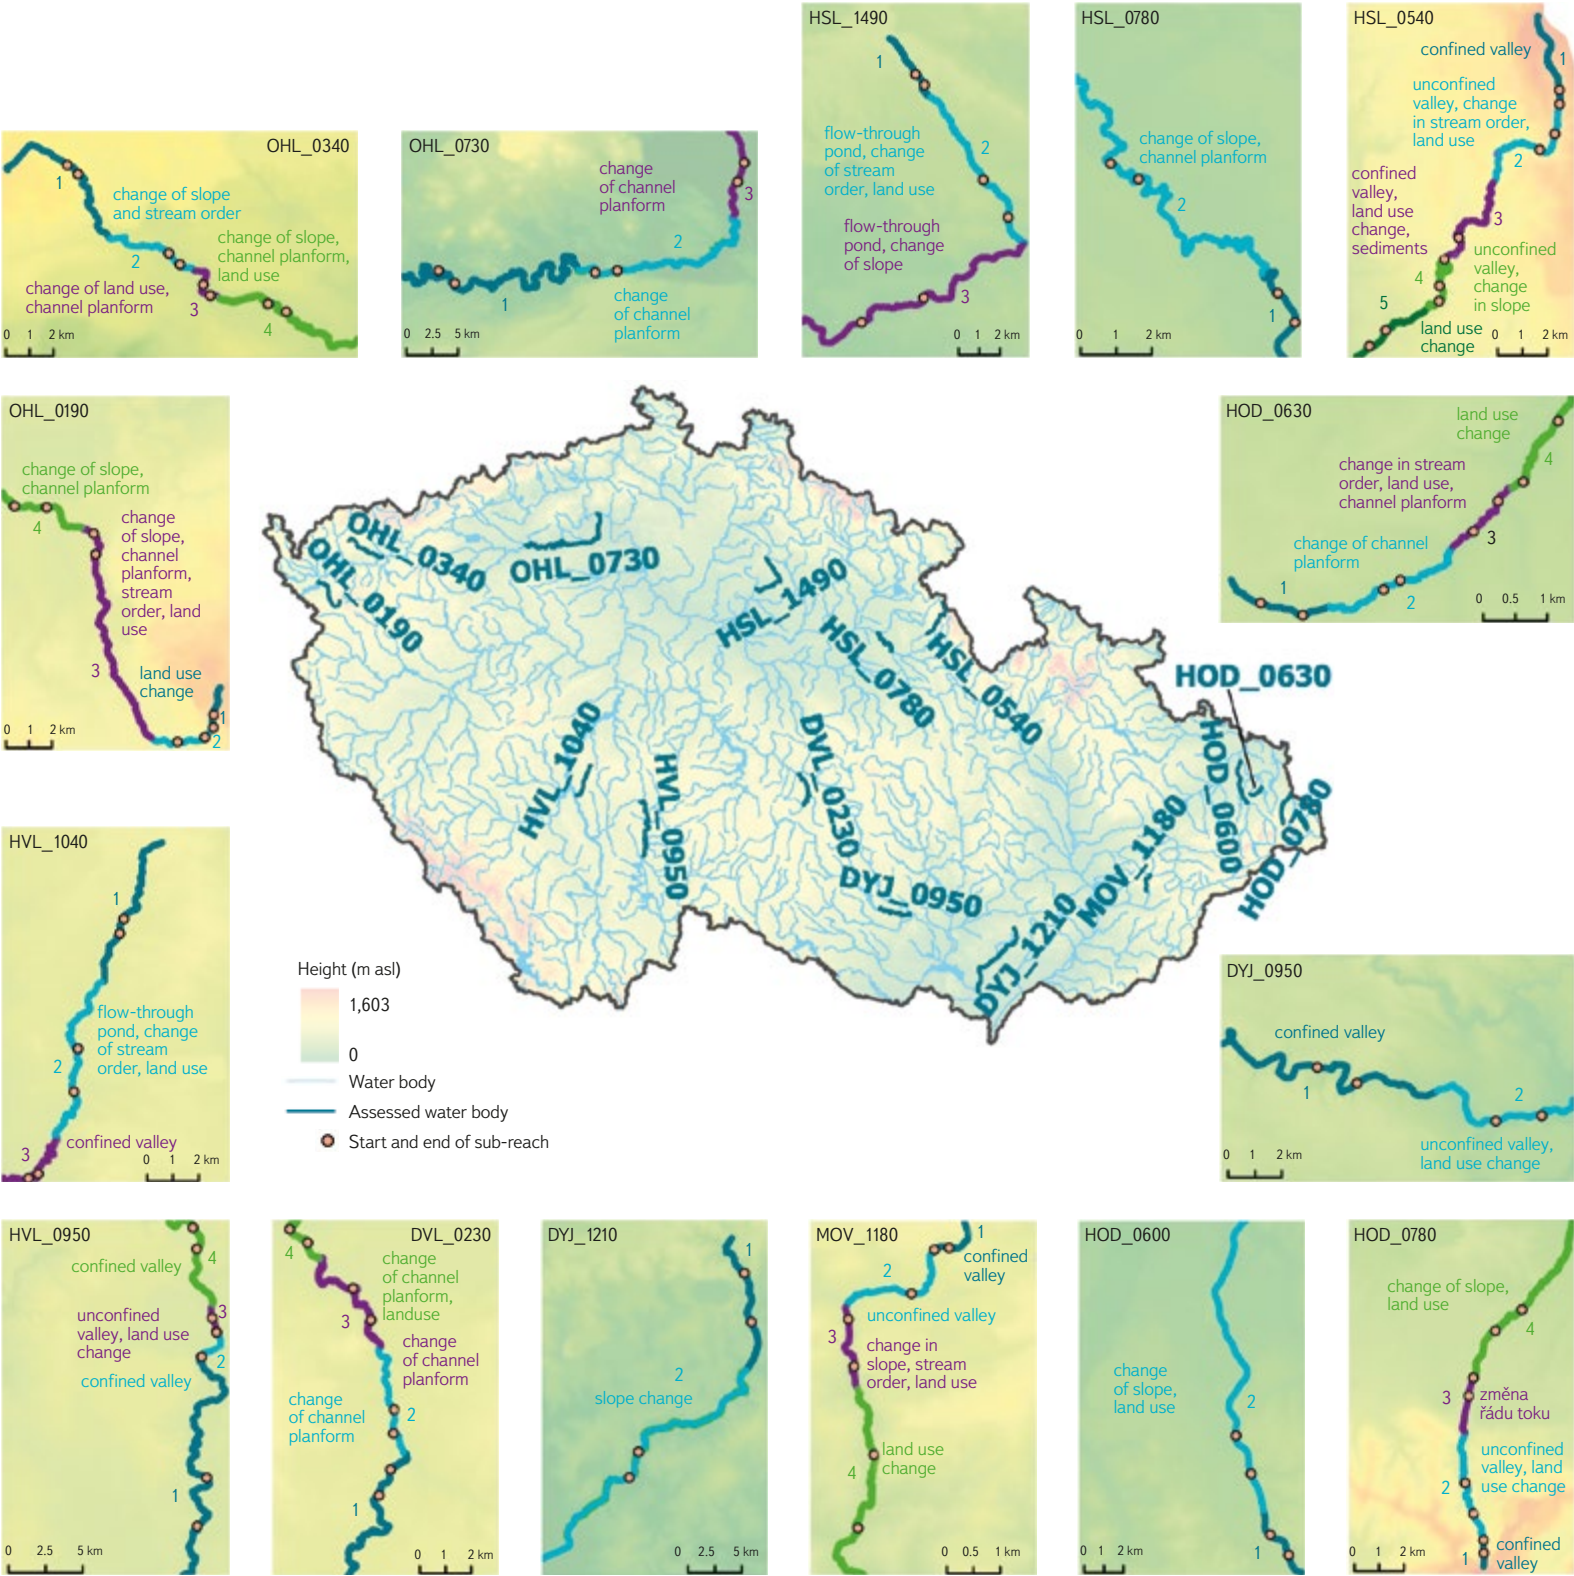 HSL_1490
1
flow-through
pond, change
of stream
order, land use
2
flow-through
pond, change
of slope
3
0 1 2 km
HSL_0780
change of slope,
channel planform
2
1
0 1 2 km
HSL_0540
confined valley
1
unconfined
valley, change
in stream order,
land use
2
confined
valley,
land use
change,
sediments
3
unconfined
valley,
change
in slope
4
5
land use
change
0 1 2 km
OHL_0340
1
change of slope
and stream order
2
change of slope,
channel planform,
land use
change of land use,
channel planform
3
4
0 1 2 km
OHL_0730
change
of channel
planform
3
2
1
change
of channel
planform
0 2.5 5 km
OHL_0190
change of slope,
channel planform
4
change
of slope,
channel
planform,
stream
order, land
use
3
land use
change
1
2
0 1 2 km
HOD_0630
land use
change
4
change in stream
order, land use,
channel planform
3
change of channel
planform
1
2
0 0.5 1 km
OHL_0340
OHL_0190
OHL_0730
HSL_1490
HSL_0780
HSL_0540
HOD_0630
HVL_1040
HVL_0950
DVL_0230
DYJ_0950
DYJ_1210
MOV_1180
HOD_0600
HOD_0780
Height (m asl)
1,603
0
Water body
Assessed water body
Start and end of sub-reach
HVL_1040
1
flow-through
pond, change
of stream
order, land use
2
confined valley
3
0 1 2 km
DYJ_0950
confined valley
1
2
unconfined valley,
land use change
0 1 2 km
HVL_0950
4
confined valley
3
unconfined
valley, land use
change
2
confined valley
1
0 2.5 5 km
DVL_0230
4
change
of channel
planform,
landuse
3
change
of channel
planform
change
of channel
planform
2
1
0 1 2 km
DYJ_1210
1
2
slope change
0 2.5 5 km
MOV_1180
1
confined
valley
2
unconfined valley
3
change in
slope, stream
order, land use
land use
change
4
0 0.5 1 km
HOD_0600
change
of slope,
land use
2
1
0 1 2 km
HOD_0780
change of slope,
land use
4
3
změna
řádu toku
unconfined
valley, land
use change
2
confined
valley
1
0 1 2 km